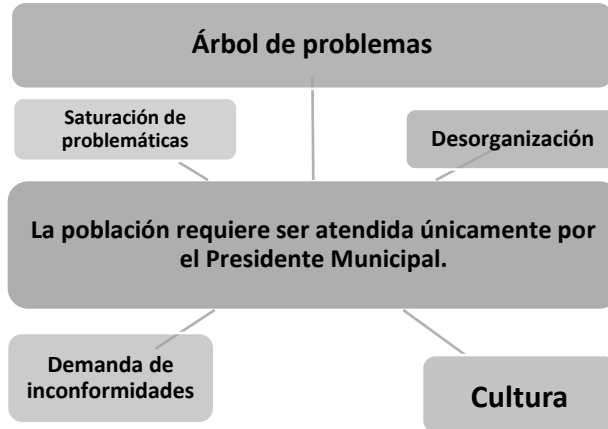 Árbol de problemas
Saturación de
problemáticas
Desorganización
La población requiere ser atendida únicamente por
el Presidente Municipal.
Demanda de
inconformidades
Cultura